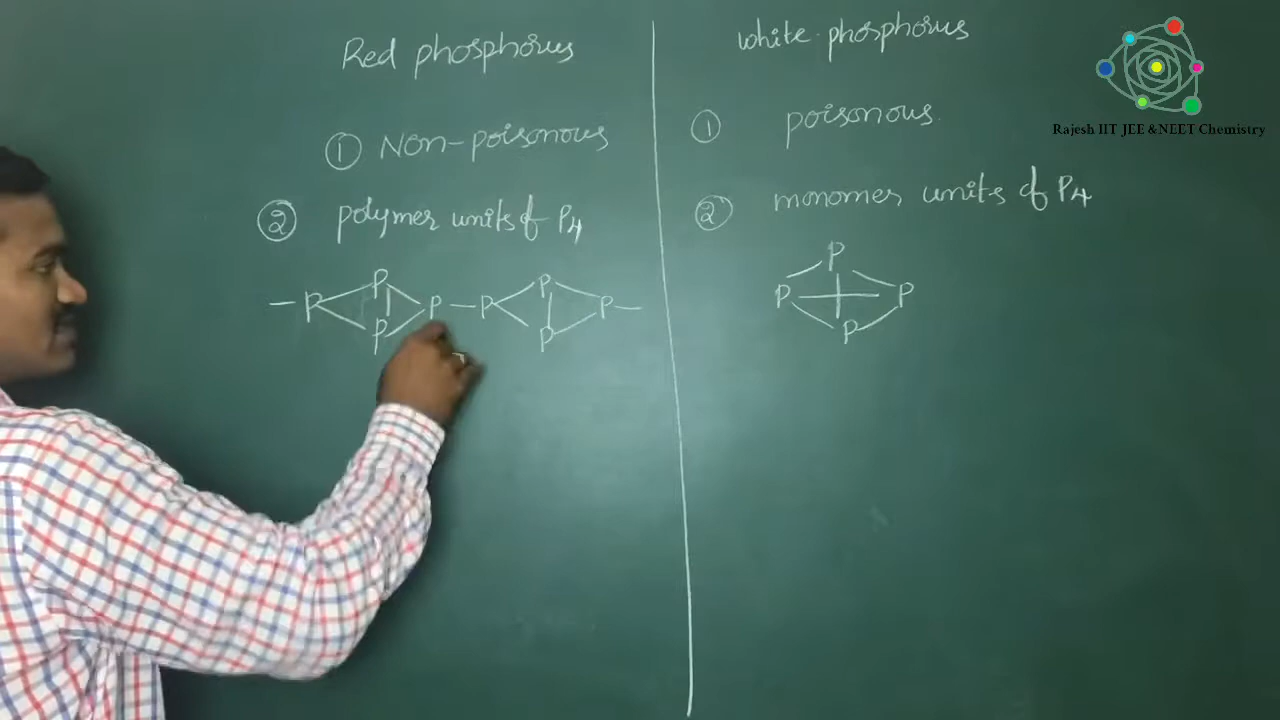 Red phosphorus
① Non-poisonous
② polymer units of P4
P P P P P P P P
white phosphorus
① poisonous.
② monomer units of P4
P P P P
Rajesh IIT JEE &NEET Chemistry